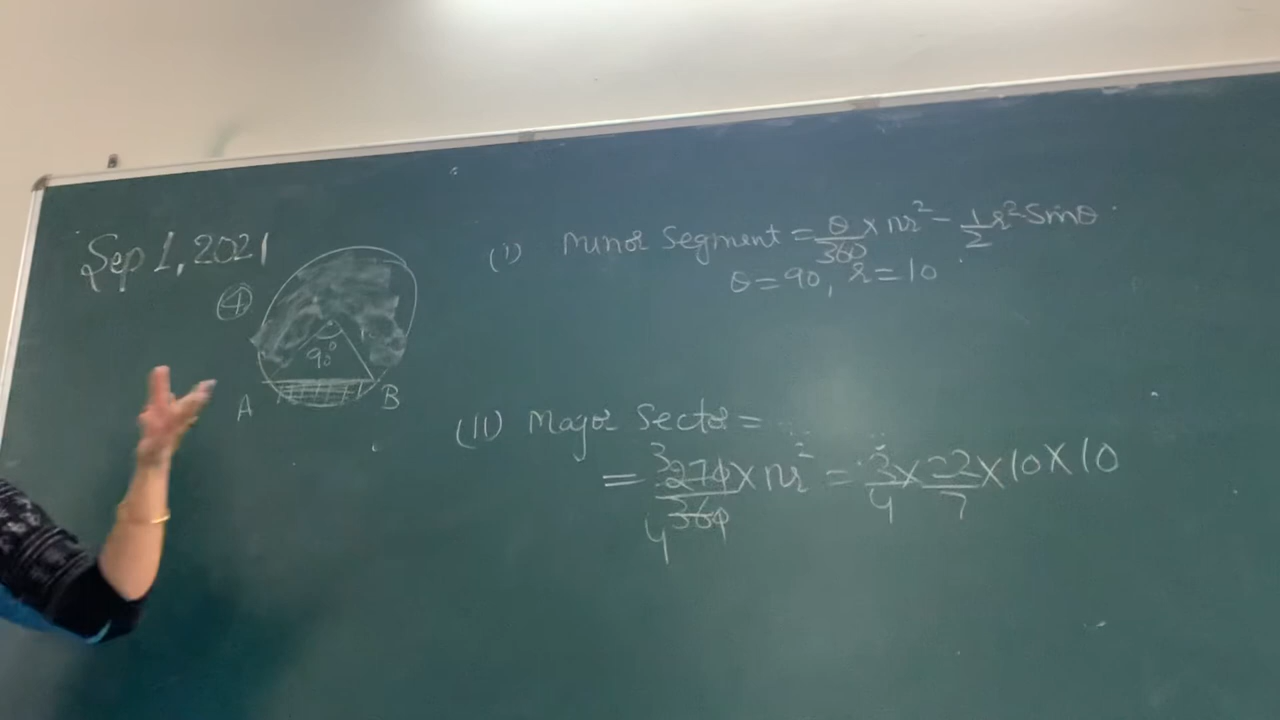 Sep 1, 2021
④
90°
A B
(i) Minor Segment = θ/360 × πr² - 1/2 r² Sinθ
θ = 90, r = 10
(II) Major Sector =
= 3 270/360 4 × πr² = 3/4 × 22/7 × 10 × 10